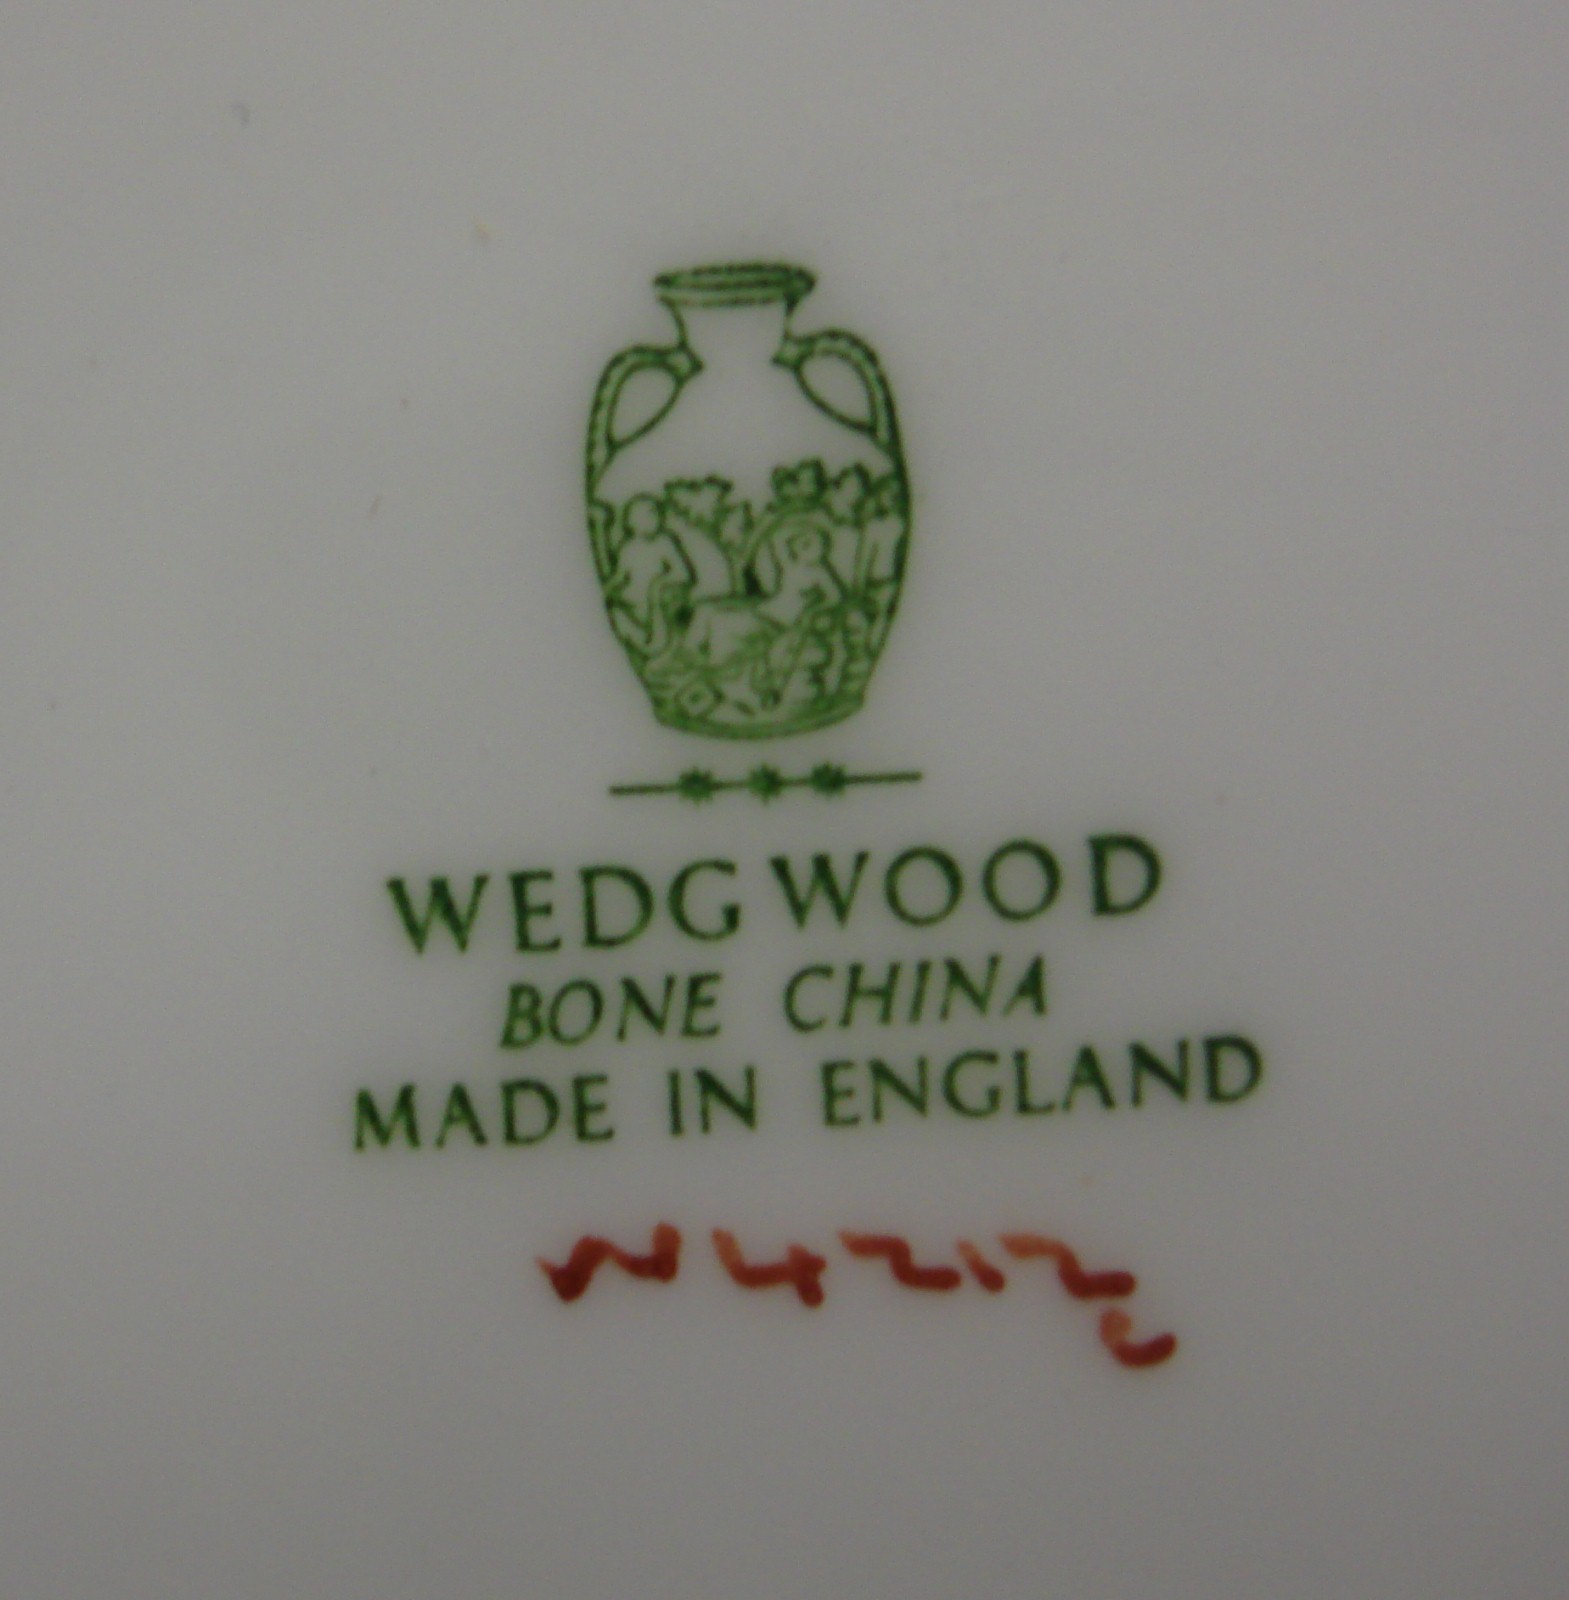 WEDGWOOD
BONE CHINA
MADE IN ENGLAND
W4212
C